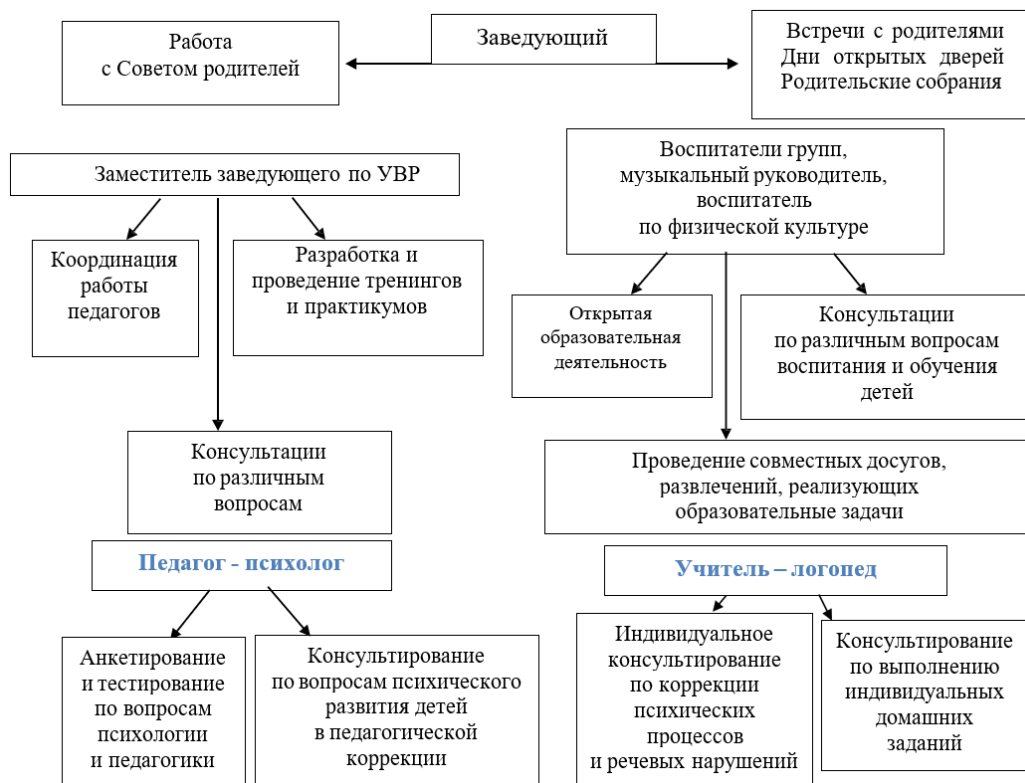 Работа
с Советом родителей
Заведующий
Встречи с родителями
Дни открытых дверей
Родительские собрания
Заместитель заведующего по УВР
Воспитатели групп,
музыкальный руководитель,
воспитатель
по физической культуре
Координация
работы
педагогов
Разработка и
проведение тренингов
и практикумов
Открытая
образовательная
деятельность
Консультации
по различным вопросам
воспитания и обучения
детей
Консультации
по различным
вопросам
Проведение совместных досугов,
развлечений, реализующих
образовательные задачи
Педагог - психолог
Учитель – логопед
Анкетирование
и тестирование
по вопросам
психологии
и педагогики
Консультирование
по вопросам психического
развития детей
в педагогической
коррекции
Индивидуальное
консультирование
по коррекции
психических
процессов
и речевых нарушений
Консультирование
по выполнению
индивидуальных
домашних
заданий